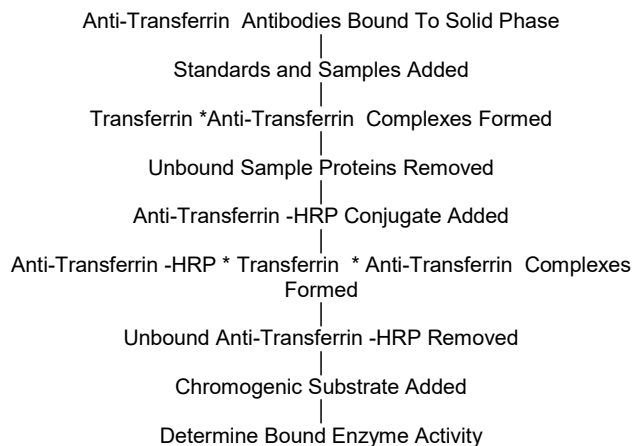 Anti-Transferrin Antibodies Bound To Solid Phase
Standards and Samples Added
Transferrin *Anti-Transferrin Complexes Formed
Unbound Sample Proteins Removed
Anti-Transferrin -HRP Conjugate Added
Anti-Transferrin -HRP * Transferrin * Anti-Transferrin Complexes
Formed
Unbound Anti-Transferrin -HRP Removed
Chromogenic Substrate Added
Determine Bound Enzyme Activity